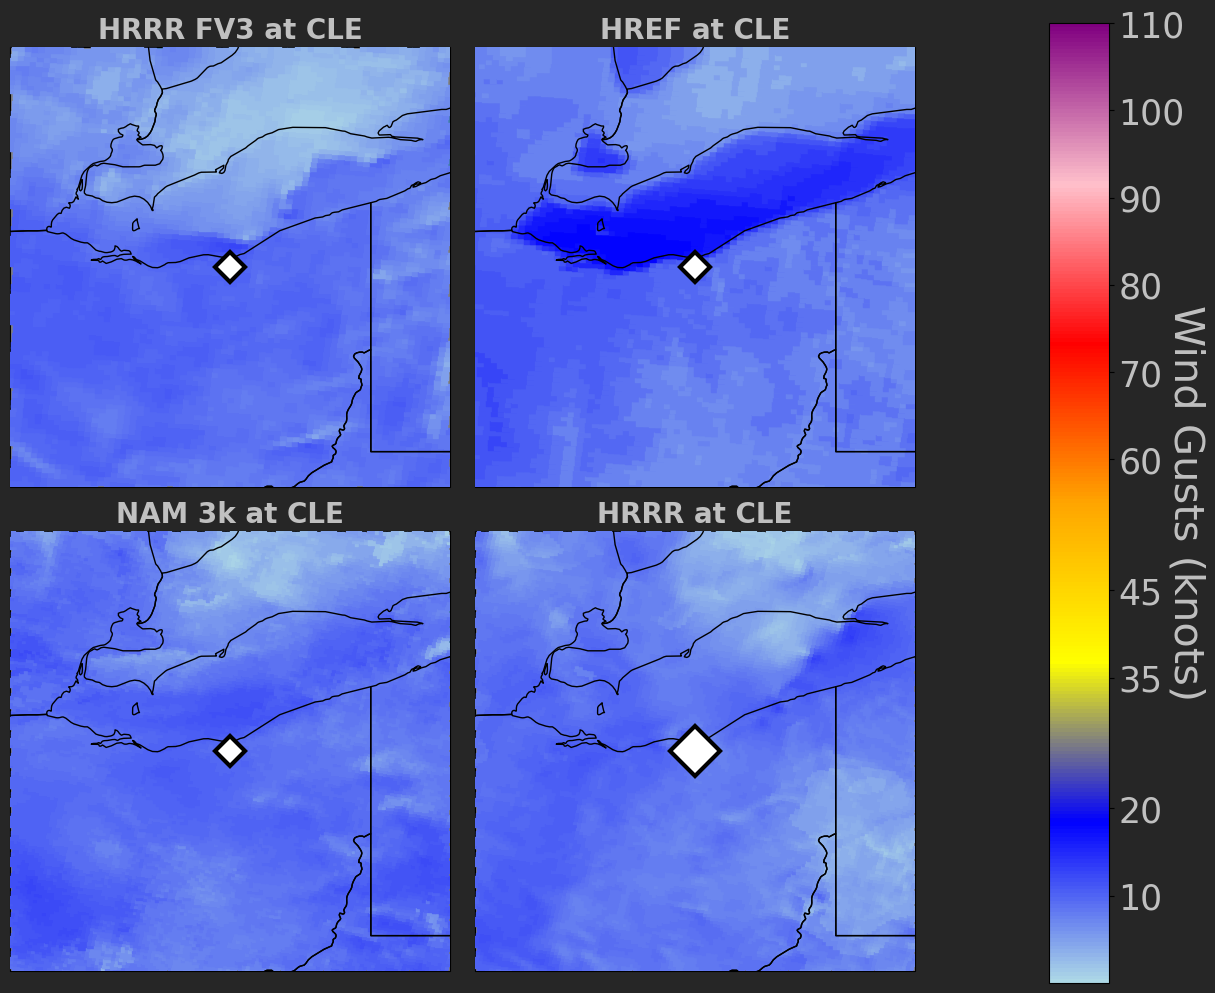 HRRR FV3 at CLE
HREF at CLE
NAM 3k at CLE
HRRR at CLE
110
100
90
80
70
60
45
35
20
10
Wind Gusts (knots)